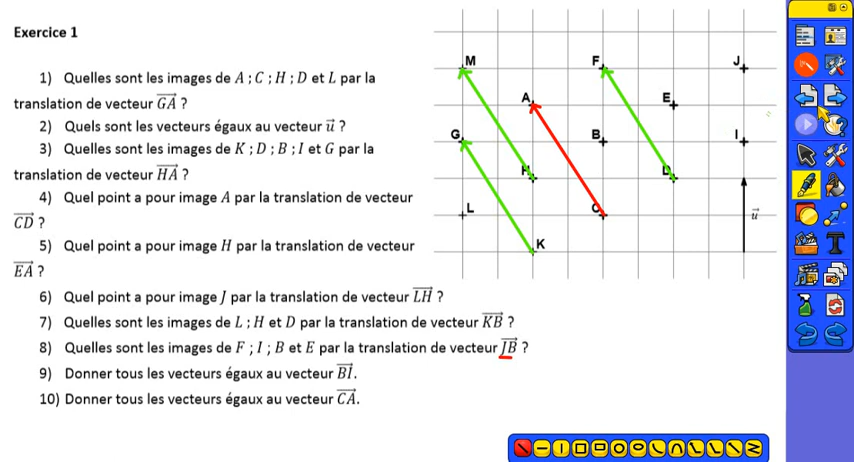 Exercice 1
1) Quelles sont les images de A ; C ; H ; D et L par la
translation de vecteur GA⃗ ?
2) Quels sont les vecteurs égaux au vecteur u⃗ ?
3) Quelles sont les images de K ; D ; B ; I et G par la
translation de vecteur HA⃗ ?
4) Quel point a pour image A par la translation de vecteur
CD⃗ ?
5) Quel point a pour image H par la translation de vecteur
EA⃗ ?
6) Quel point a pour image J par la translation de vecteur LH⃗ ?
7) Quelles sont les images de L ; H et D par la translation de vecteur KB⃗ ?
8) Quelles sont les images de F ; I ; B et E par la translation de vecteur JB⃗ ?
9) Donner tous les vecteurs égaux au vecteur BI⃗.
10) Donner tous les vecteurs égaux au vecteur CA⃗.
M F J
A E
G B I
H D
L C u⃗
K
T